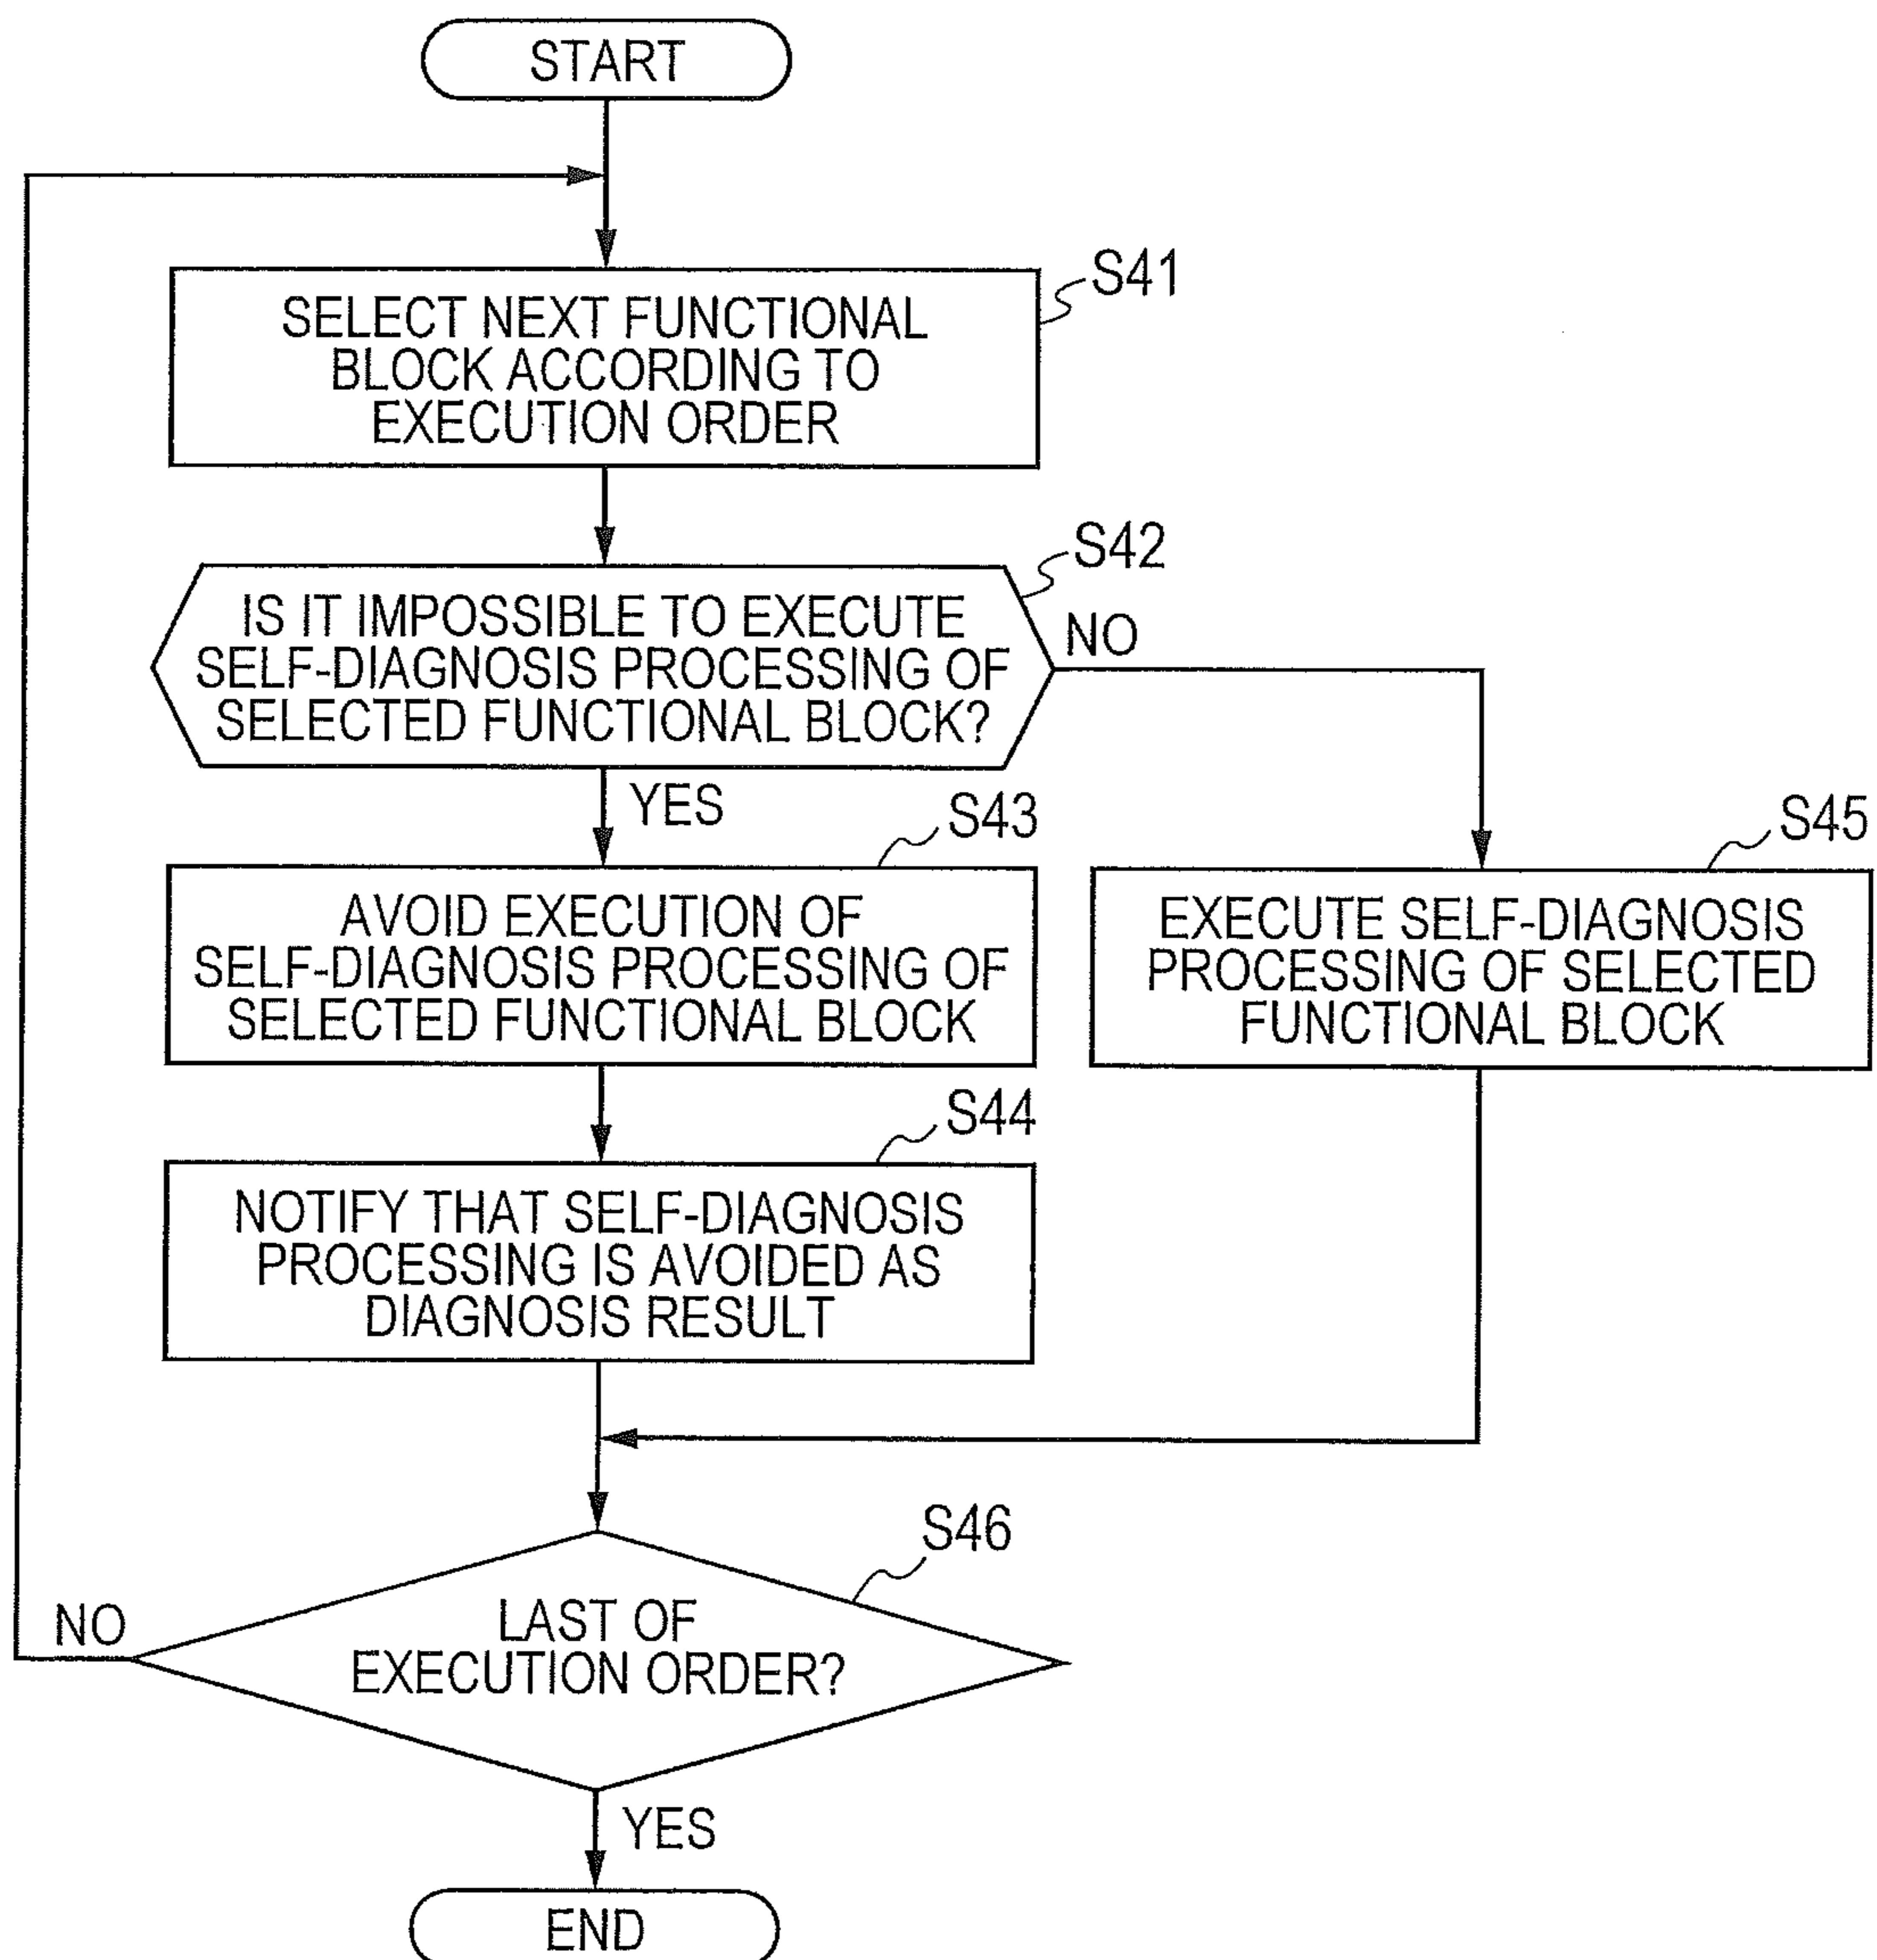 START
S41
SELECT NEXT FUNCTIONAL
BLOCK ACCORDING TO
EXECUTION ORDER
S42
IS IT IMPOSSIBLE TO EXECUTE
SELF-DIAGNOSIS PROCESSING OF
SELECTED FUNCTIONAL BLOCK?
NO
YES
S43
AVOID EXECUTION OF
SELF-DIAGNOSIS PROCESSING OF
SELECTED FUNCTIONAL BLOCK
S45
EXECUTE SELF-DIAGNOSIS
PROCESSING OF SELECTED
FUNCTIONAL BLOCK
S44
NOTIFY THAT SELF-DIAGNOSIS
PROCESSING IS AVOIDED AS
DIAGNOSIS RESULT
S46
LAST OF
EXECUTION ORDER?
NO
YES
END